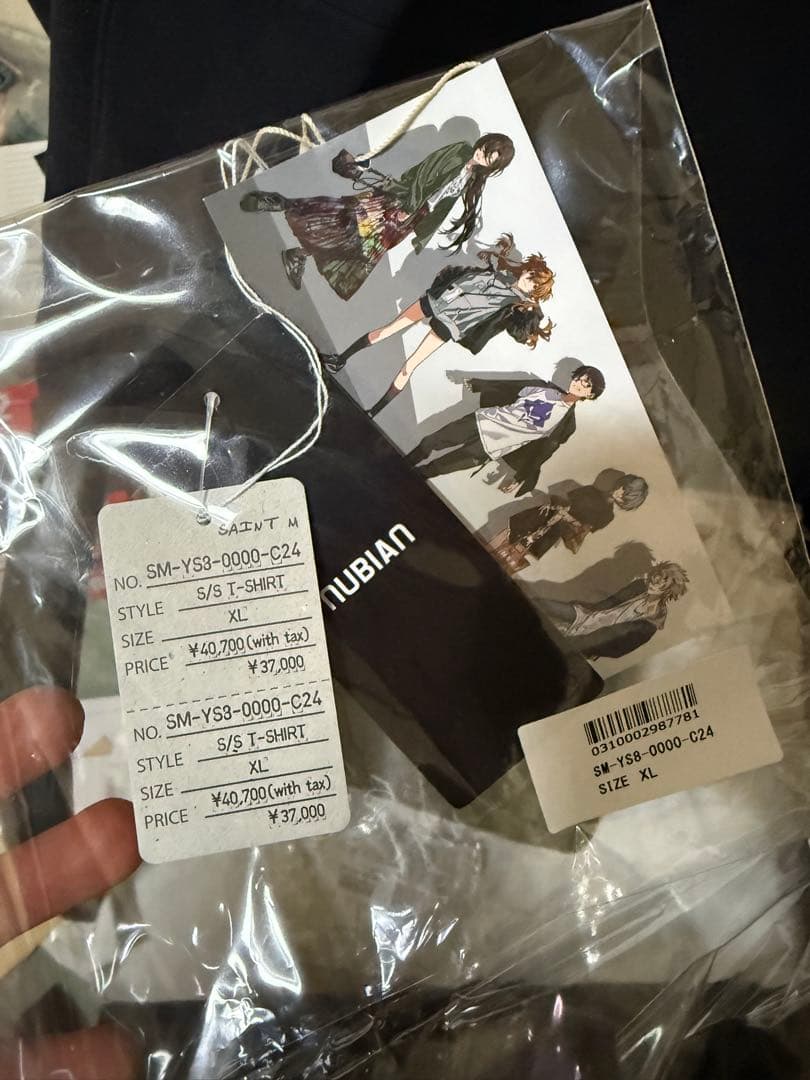 SAINT M
NO. SM-YS8-0000-C24
STYLE S/S T-SHIRT
SIZE XL
PRICE ¥40,700(with tax)
¥37,000
NO. SM-YS8-0000-C24
STYLE S/S T-SHIRT
SIZE XL
PRICE ¥40,700(with tax)
¥37,000
NUBIAN
0310002987781
SM-YS8-0000-C24
SIZE XL